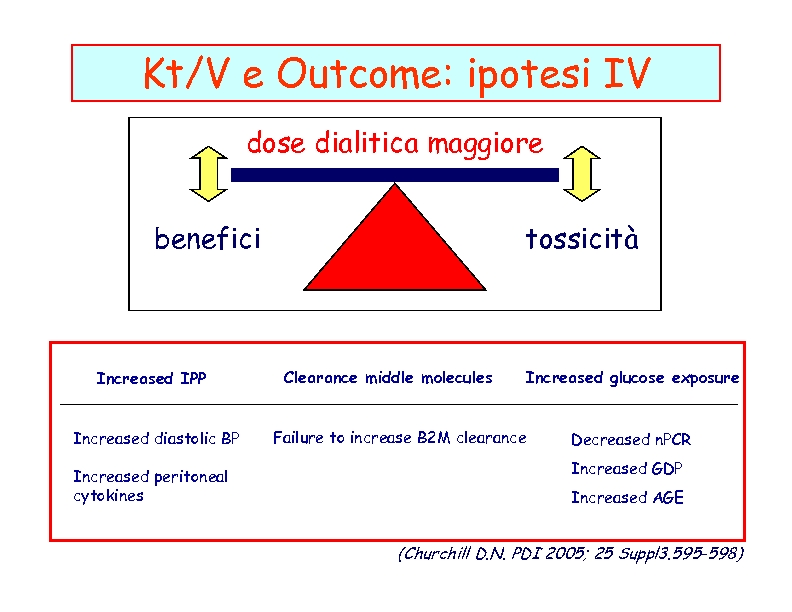 Kt/V e Outcome: ipotesi IV
dose dialitica maggiore
benefici
tossicità
Increased IPP
Clearance middle molecules
Increased glucose exposure
Increased diastolic BP
Increased peritoneal
cytokines
Failure to increase B2M clearance
Decreased nPCR
Increased GDP
Increased AGE
(Churchill D.N. PDI 2005; 25 Suppl3.595-598)